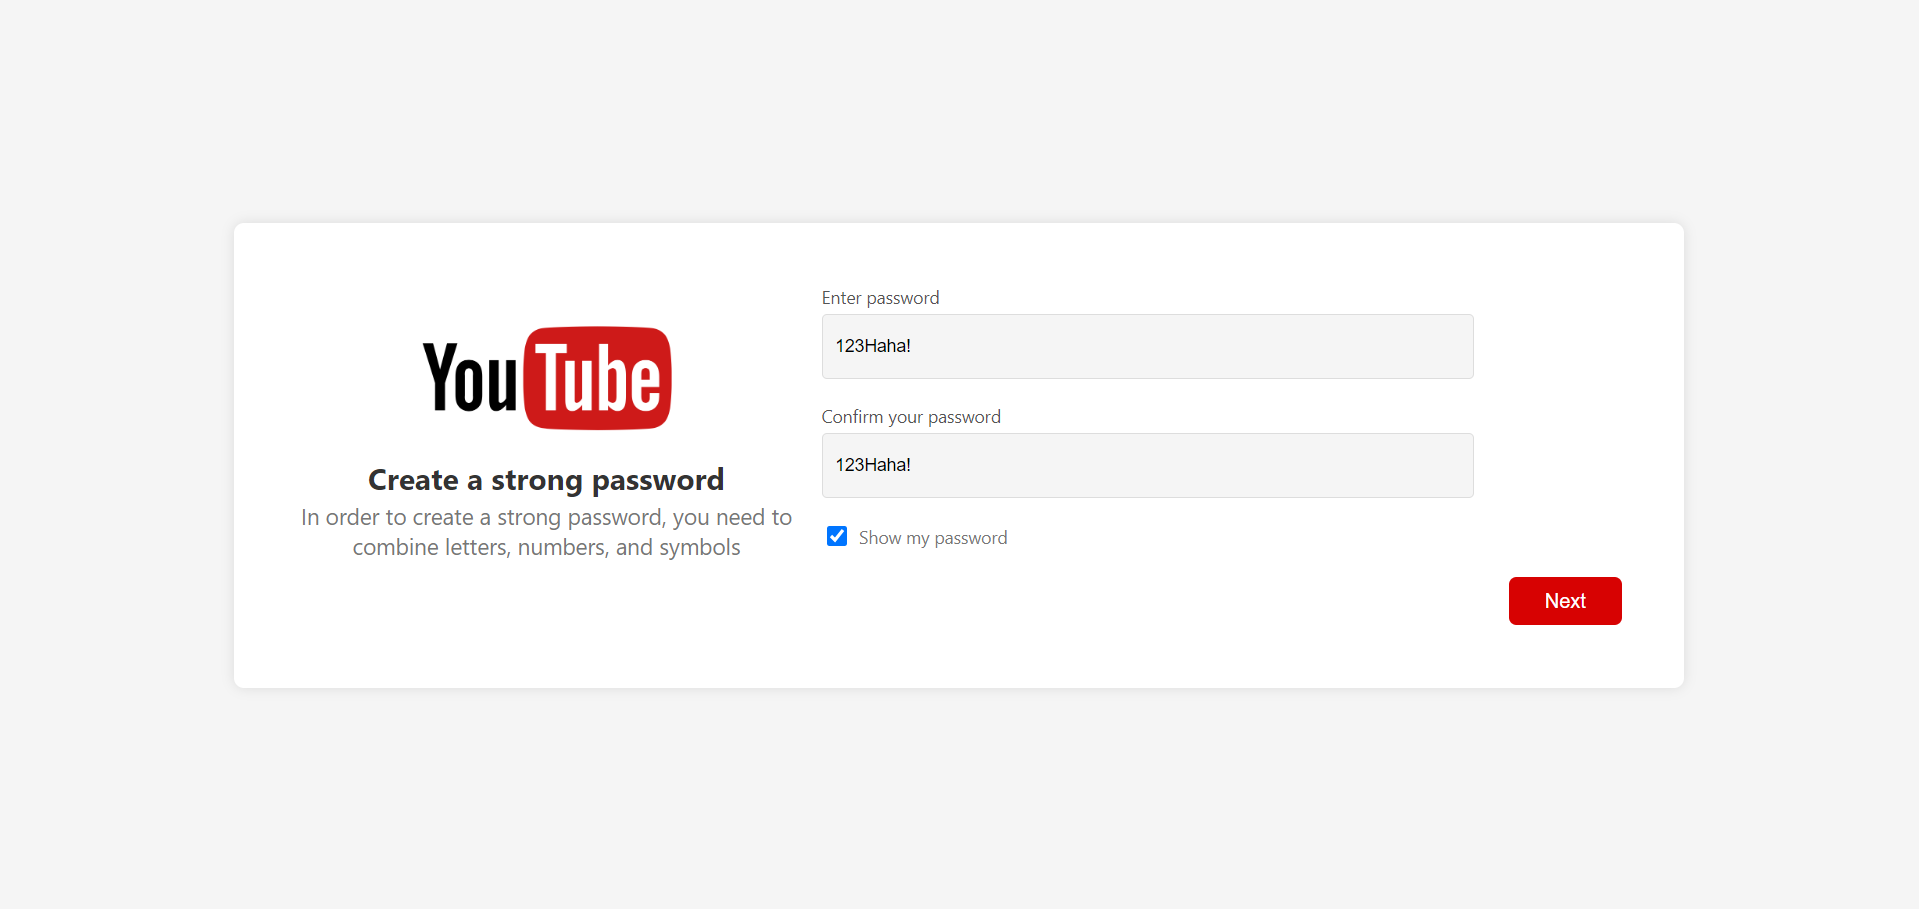 YouTube
Create a strong password
In order to create a strong password, you need to
combine letters, numbers, and symbols
Enter password
123Haha!
Confirm your password
123Haha!
Show my password
Next